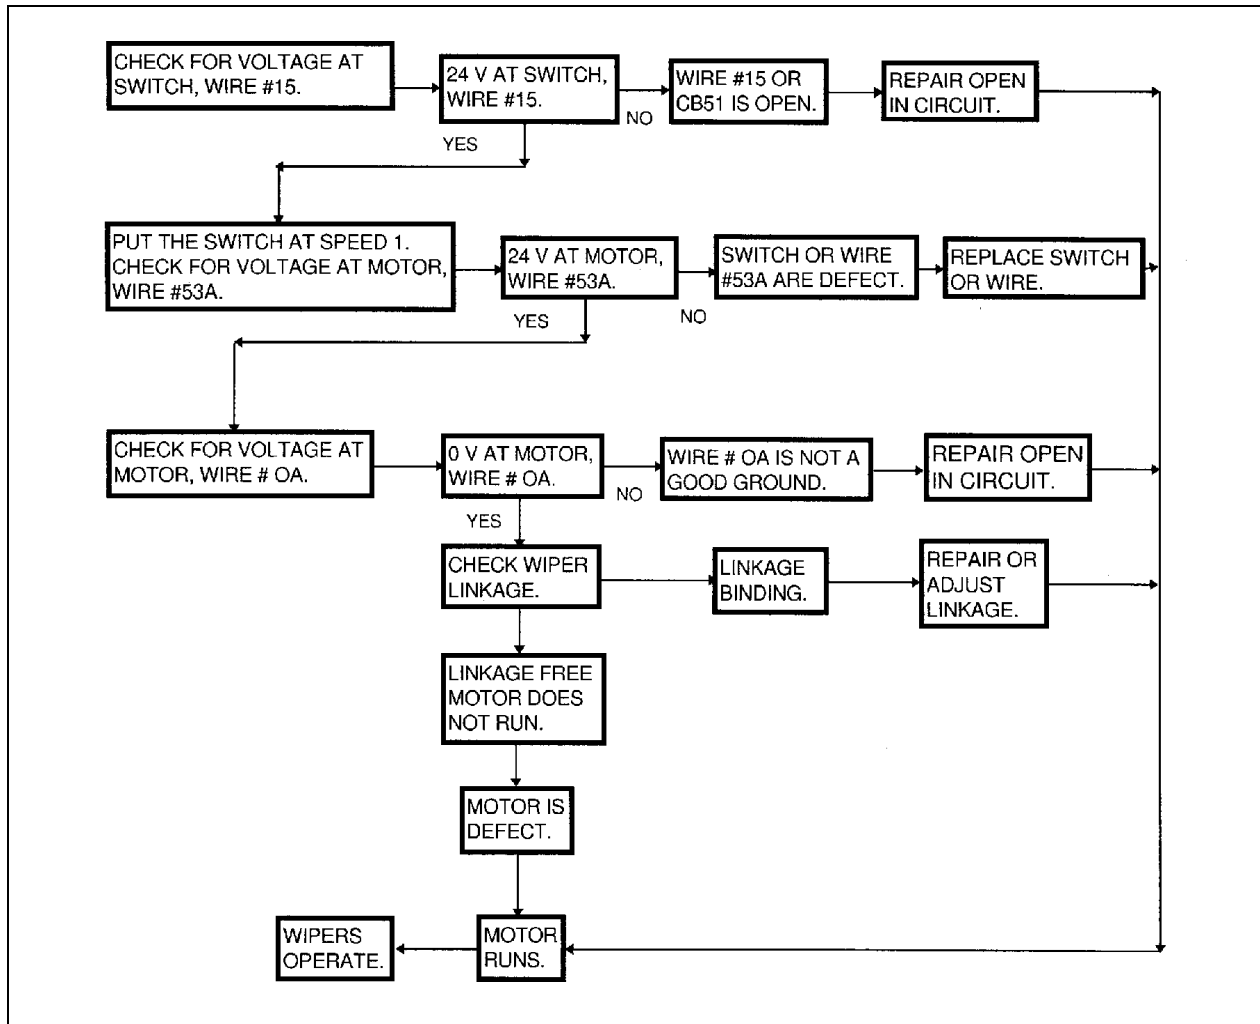 CHECK FOR VOLTAGE AT
SWITCH, WIRE #15.
24 V AT SWITCH,
WIRE #15.
NO
WIRE #15 OR
CB51 IS OPEN.
REPAIR OPEN
IN CIRCUIT.
YES
PUT THE SWITCH AT SPEED 1.
CHECK FOR VOLTAGE AT MOTOR,
WIRE #53A.
24 V AT MOTOR,
WIRE #53A.
NO
SWITCH OR WIRE
#53A ARE DEFECT.
REPLACE SWITCH
OR WIRE.
YES
CHECK FOR VOLTAGE AT
MOTOR, WIRE # OA.
0 V AT MOTOR,
WIRE # OA.
NO
WIRE # OA IS NOT A
GOOD GROUND.
REPAIR OPEN
IN CIRCUIT.
YES
CHECK WIPER
LINKAGE.
LINKAGE
BINDING.
REPAIR OR
ADJUST
LINKAGE.
LINKAGE FREE
MOTOR DOES
NOT RUN.
MOTOR IS
DEFECT.
WIPERS
OPERATE.
MOTOR
RUNS.